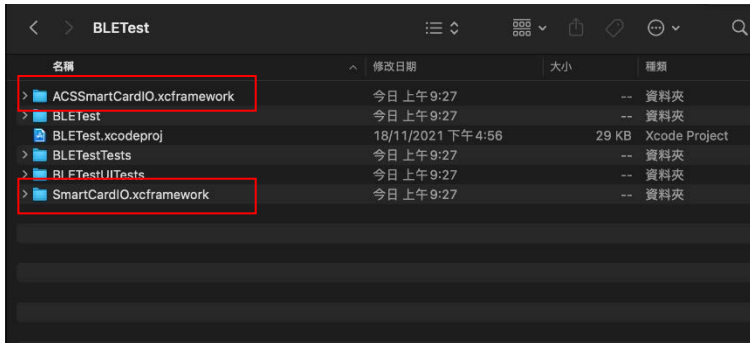 BLETest
名稱 修改日期 大小 種類
ACSSmartCardIO.xcframework 今日 上午9:27 -- 資料夾
BLETest 今日 上午9:27 -- 資料夾
BLETest.xcodeproj 18/11/2021 下午4:56 29 KB Xcode Project
BLETestTests 今日 上午9:27 -- 資料夾
BLETestUITests 今日 上午9:27 -- 資料夾
SmartCardIO.xcframework 今日 上午9:27 -- 資料夾